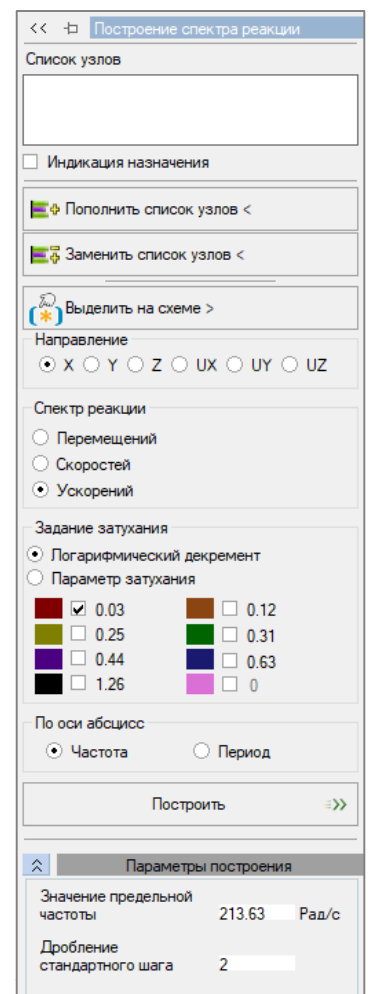 << Построение спектра реакции
Список узлов
Индикация назначения
Пополнить список узлов <
Заменить список узлов <
Выделить на схеме >
Направление
X Y Z UX UY UZ
Спектр реакции
Перемещений
Скоростей
Ускорений
Задание затухания
Логарифмический декремент
Параметр затухания
0.03 0.12
0.25 0.31
0.44 0.63
1.26 0
По оси абсцисс
Частота Период
Построить
Параметры построения
Значение предельной
частоты 213.63 Рад/с
Дробление
стандартного шага 2